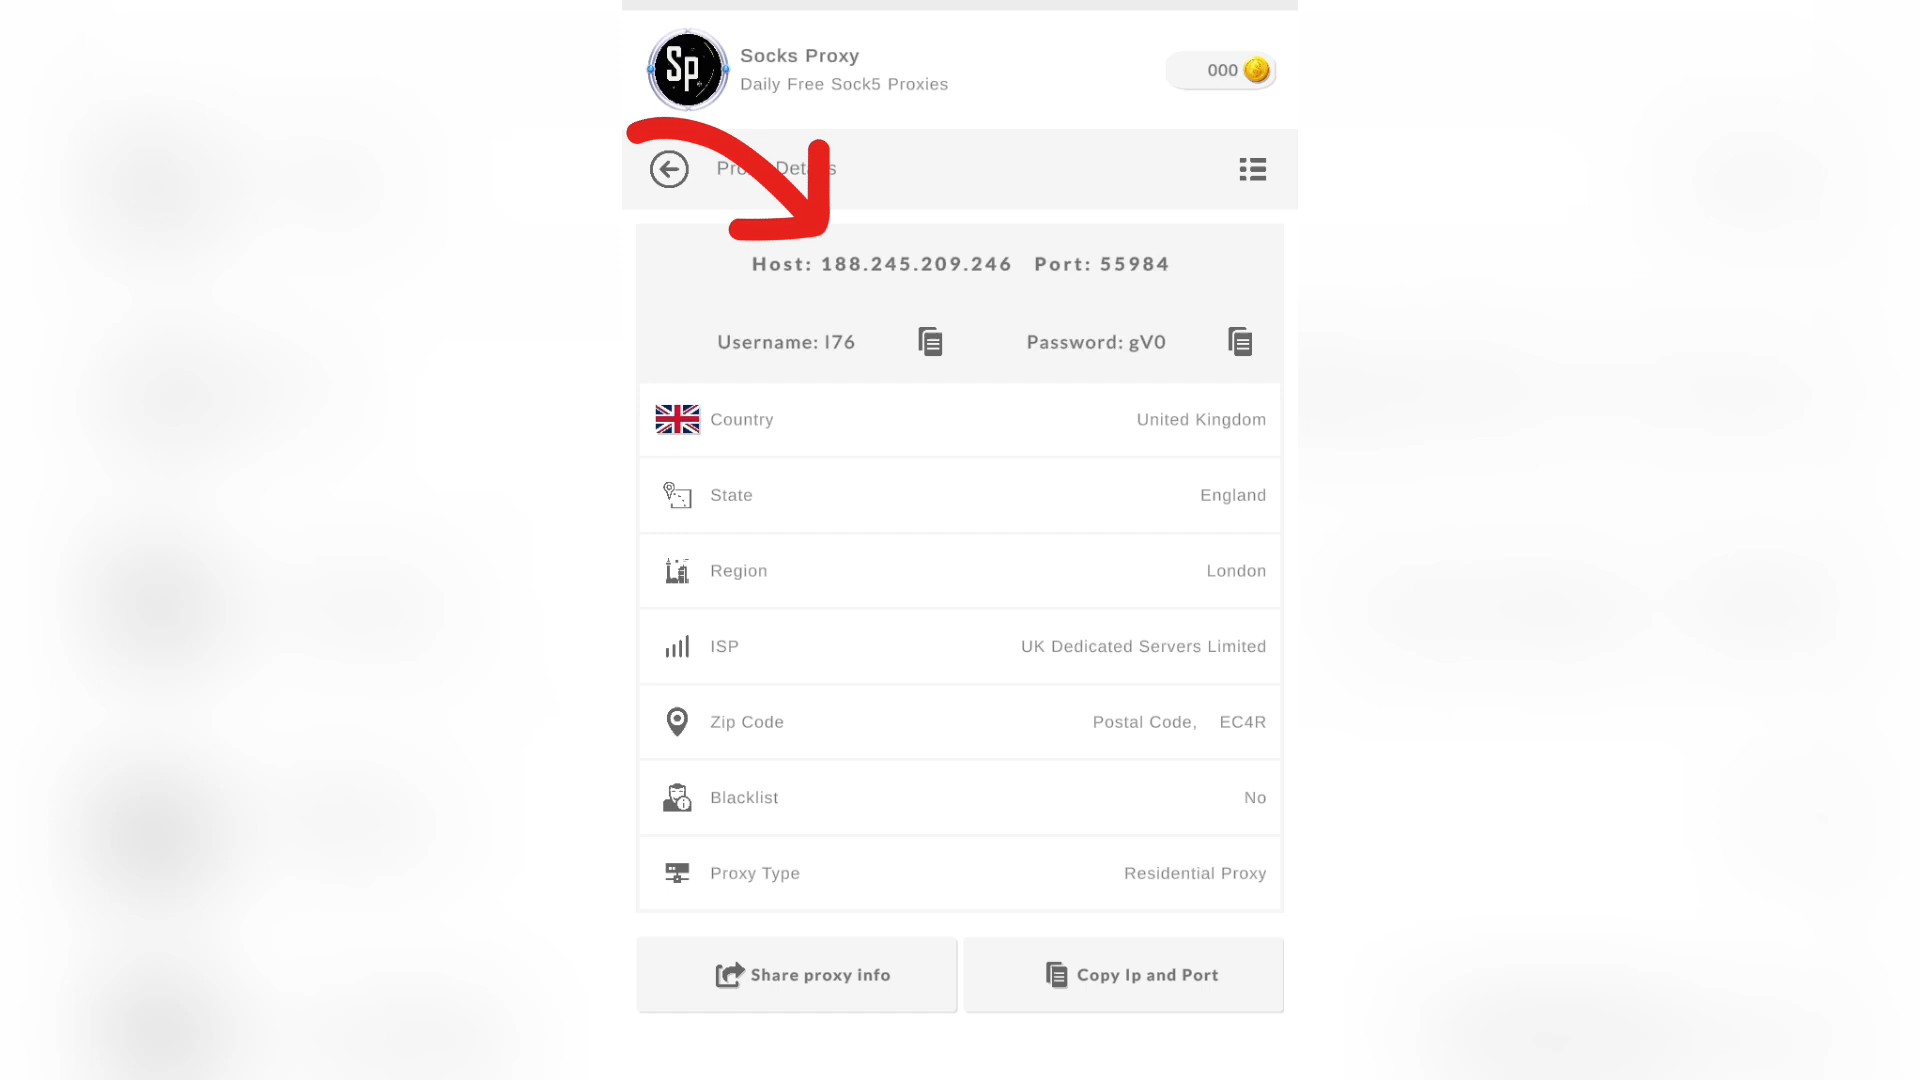 Sp
Socks Proxy
Daily Free Sock5 Proxies
000
Host: 188.245.209.246 Port: 55984
Username: I76 Password: gV0
Country United Kingdom
State England
Region London
ISP UK Dedicated Servers Limited
Zip Code Postal Code, EC4R
Blacklist No
Proxy Type Residential Proxy
Share proxy info Copy Ip and Port